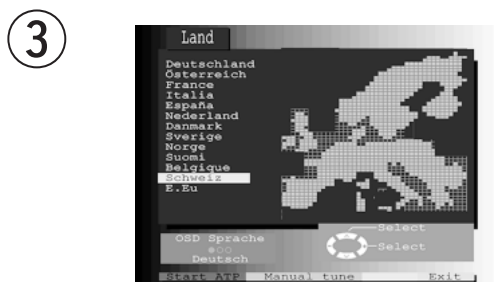 3
Land
Deutschland
Österreich
France
Italia
España
Nederland
Danmark
Sverige
Norge
Suomi
Belgique
Schweiz
E.Eu
Select
OSD Sprache
Select
Deutsch
Start ATP Manual tune Exit